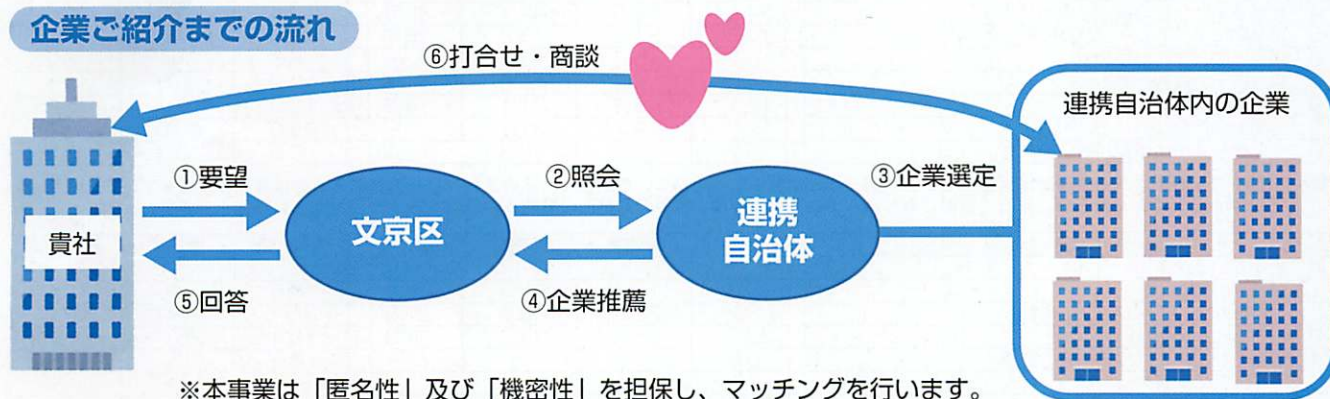 企業ご紹介までの流れ
⑥打合せ・商談
連携自治体内の企業
①要望
②照会
③企業選定
貴社
文京区
連携
自治体
⑤回答
④企業推薦
※本事業は「匿名性」及び「機密性」を担保し、マッチングを行います。